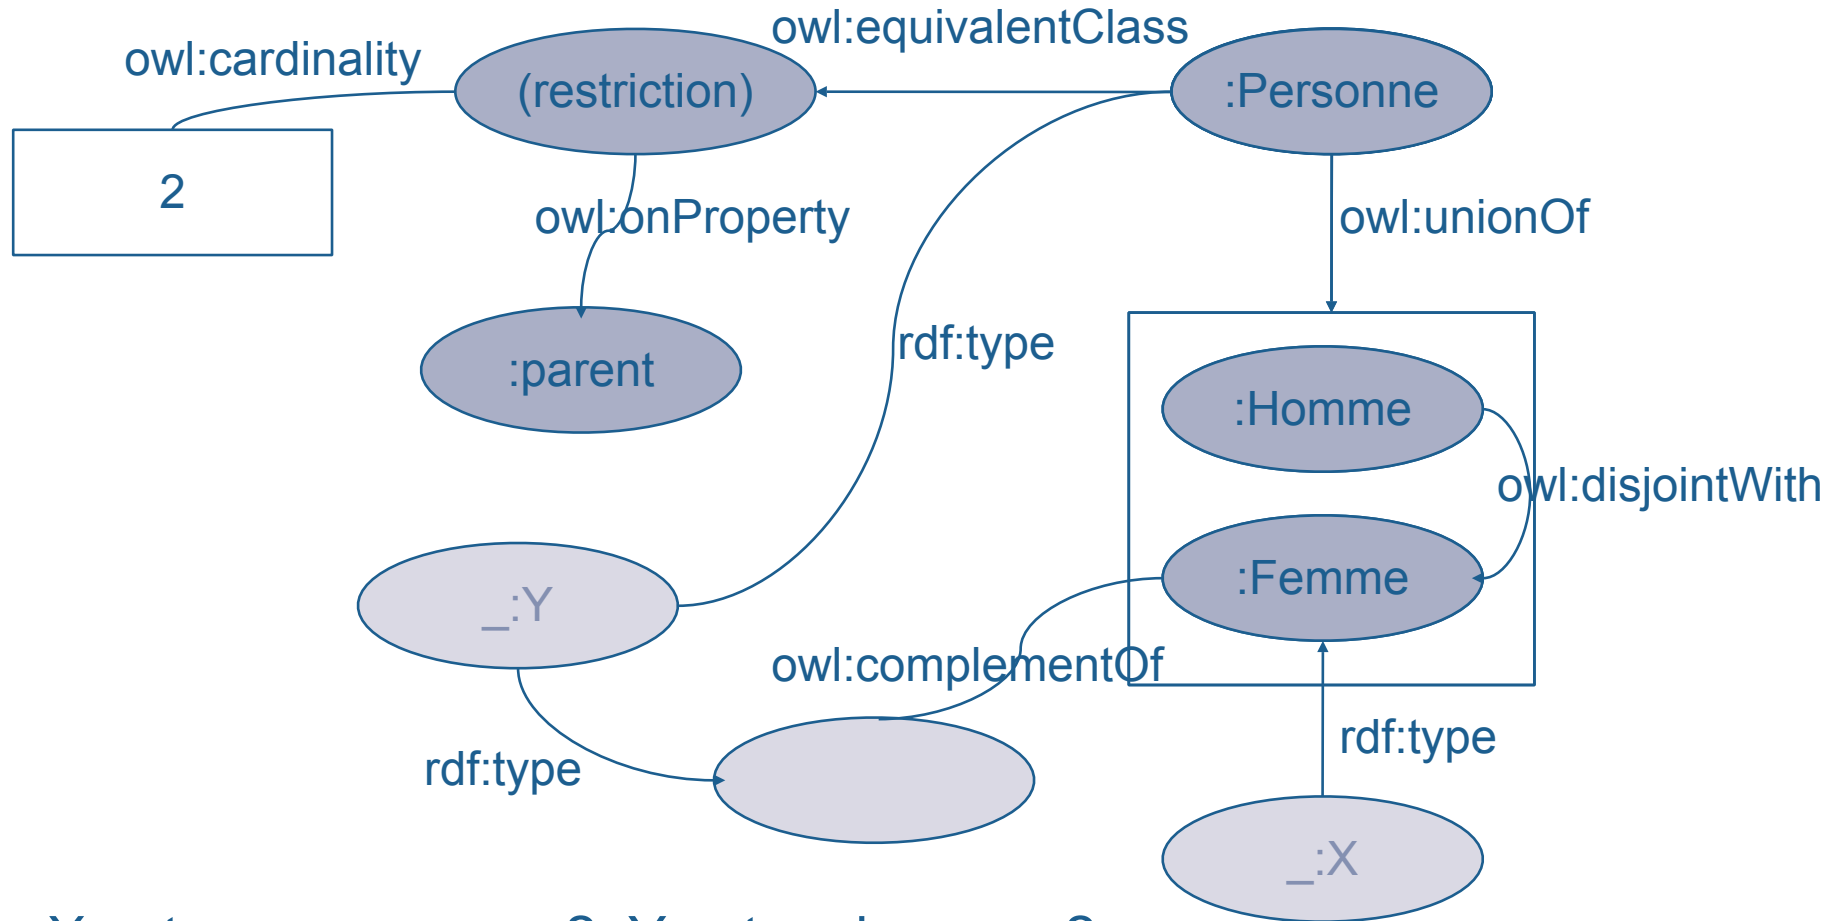 owl:equivalentClass
owl:cardinality
(restriction)
:Personne
2
owl:onProperty
owl:unionOf
rdf:type
:parent
:Homme
owl:disjointWith
:Femme
_:Y
owl:complementOf
rdf:type
rdf:type
_:X